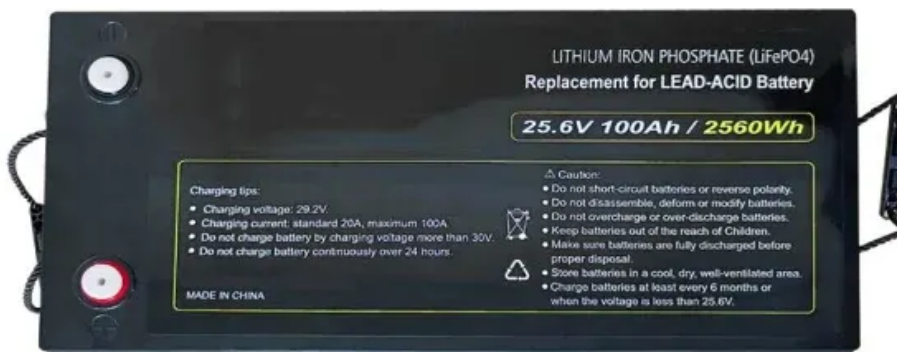 LITHIUM IRON PHOSPHATE (LiFePO4)
Replacement for LEAD-ACID Battery
25.6V 100Ah / 2560Wh
Charging tips:
• Charging voltage: 29.2V.
• Charging current: standard 20A, maximum 100A
• Do not charge battery by charging voltage more than 30V.
• Do not charge battery continuously over 24 hours.
MADE IN CHINA
⚠ Caution:
• Do not short-circuit batteries or reverse polarity.
• Do not disassemble, deform or modify batteries.
• Do not overcharge or over-discharge batteries.
• Keep batteries out of the reach of Children.
• Make sure batteries are fully discharged before
proper disposal.
• Store batteries in a cool, dry, well-ventilated area.
• Charge batteries at least every 6 months or
when the voltage is less than 25.6V.